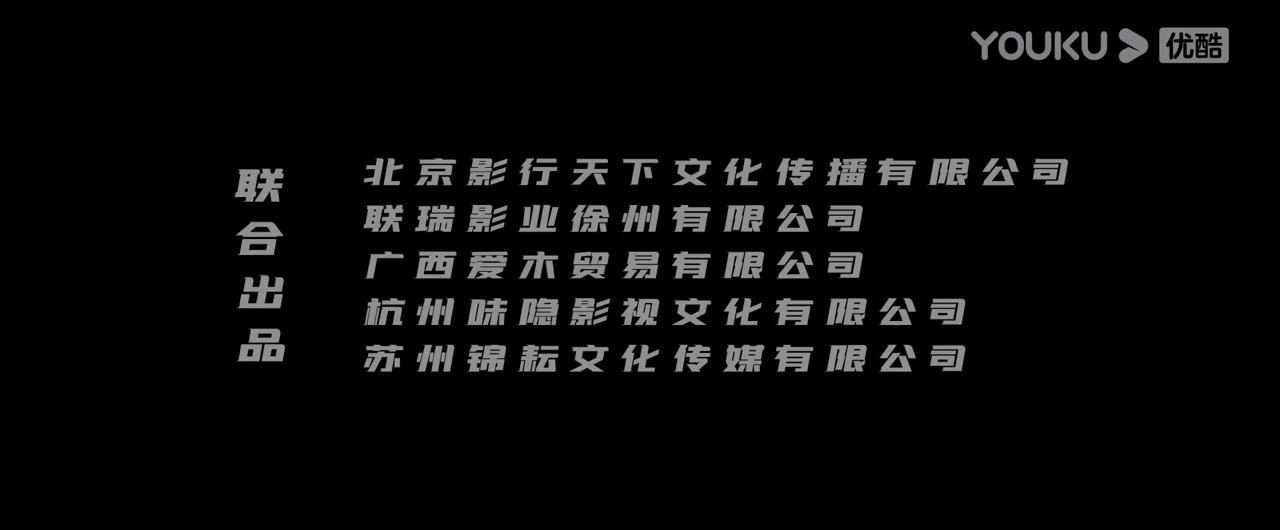 YOUKU 优酷
联合出品
北京影行天下文化传播有限公司
联瑞影业徐州有限公司
广西爱木贸易有限公司
杭州味隐影视文化有限公司
苏州锦耘文化传媒有限公司